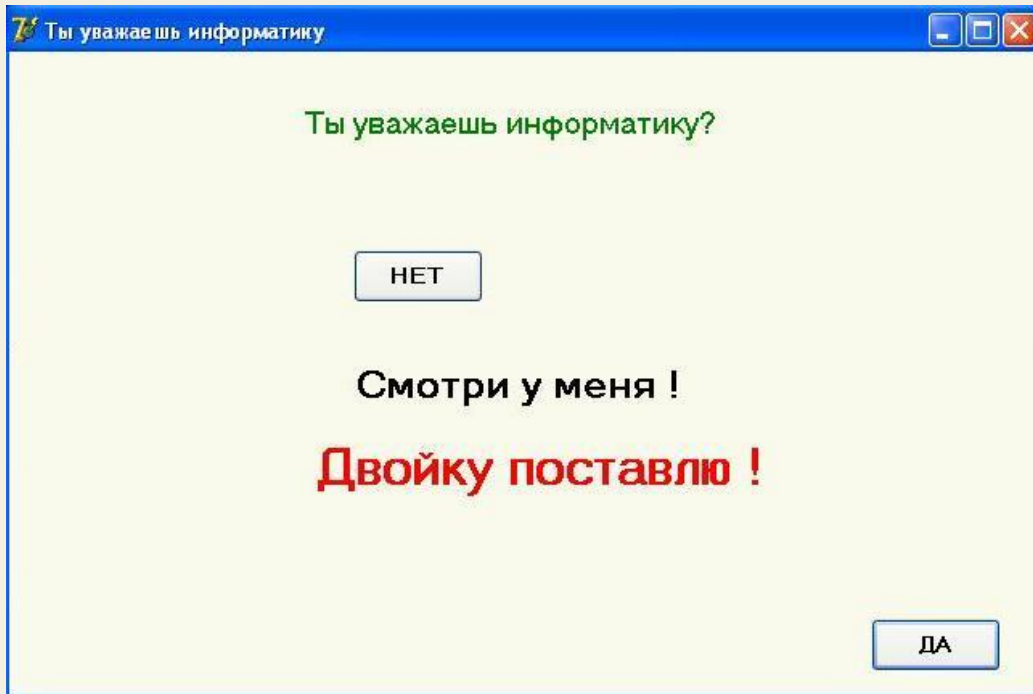 Ты уважаешь информатику
Ты уважаешь информатику?
НЕТ
Смотри у меня !
Двойку поставлю !
ДА